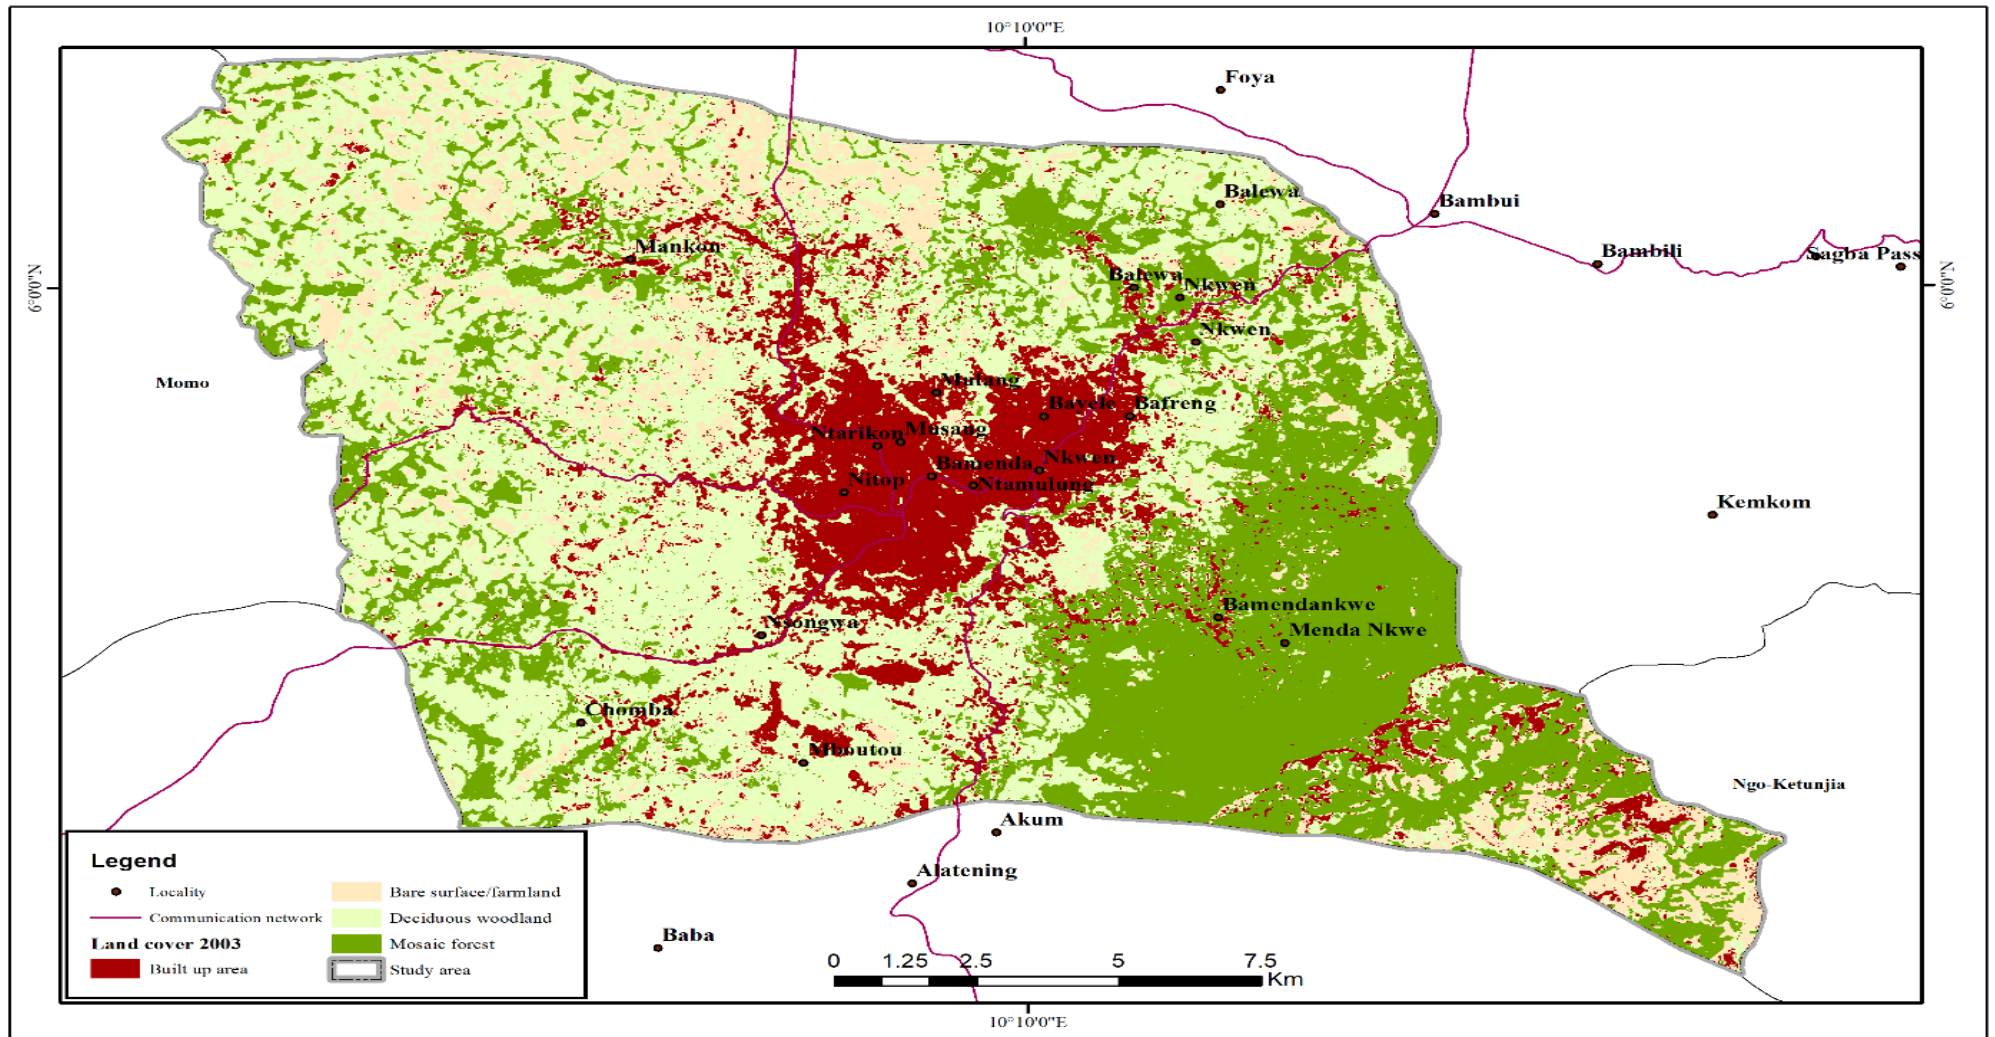 10°10'0"E
Foya
Balewa
Bambui
Mankon
Bambili
Sagba Pass
6°0'0"N
Balewa
Nkwen
6°0'0"N
Nkwen
Momo
Mulang
Bayele
Bafreng
Ntarikon
Musang
Bamenda
Nkwen
Nitop
Ntamulung
Kemkom
Bamendankwe
Nsongwa
Menda Nkwe
Chomba
Mboutou
Ngo-Ketunjia
Akum
Alatening
Baba
Legend
Locality
Communication network
Land cover 2003
Built up area
Bare surface/farmland
Deciduous woodland
Mosaic forest
Study area
0 1.25 2.5 5 7.5
Km
10°10'0"E